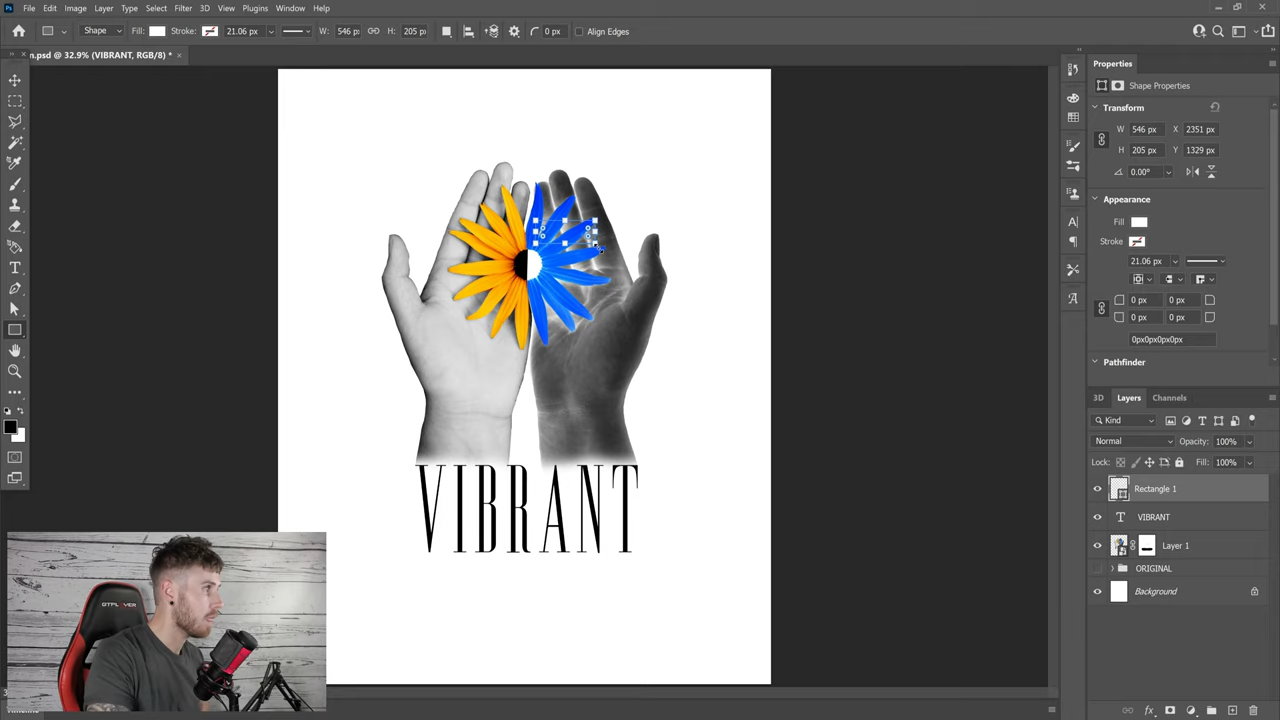 Ps File Edit Image Layer Type Select Filter 3D View Plugins Window Help
Shape Fill: Stroke: 21.06 px W: 546 px H: 205 px 0 px Align Edges
n.psd @ 32.9% (VIBRANT, RGB/8) * ×
Properties
Shape Properties
Transform
W 546 px X 2351 px
H 205 px Y 1329 px
0.00°
Appearance
Fill
Stroke
21.06 px
0 px 0 px
0 px 0 px
0px0px0px0px
Pathfinder
3D Layers Channels
Kind
Normal Opacity: 100%
Lock: Fill: 100%
Rectangle 1
VIBRANT
Layer 1
ORIGINAL
Background
VIBRANT
GTPLAYER